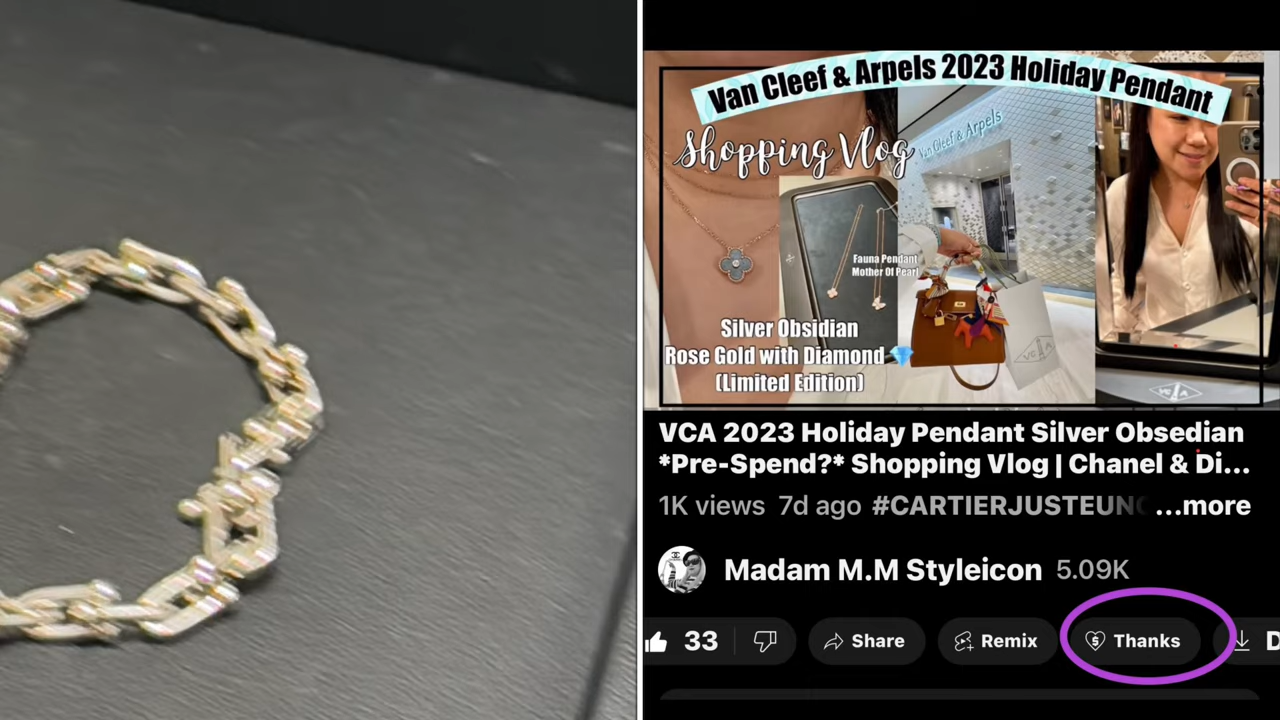 Van Cleef & Arpels 2023 Holiday Pendant
Shopping Vlog
Van Cleef & Arpels
Fauna Pendant
Mother Of Pearl
Silver Obsidian
Rose Gold with Diamond 💎
(Limited Edition)
VCA 2023 Holiday Pendant Silver Obsedian
*Pre-Spend?* Shopping Vlog | Chanel & Di...
1K views 7d ago #CARTIERJUSTEUN ...more
Madam M.M Styleicon 5.09K
33 Share Remix Thanks D